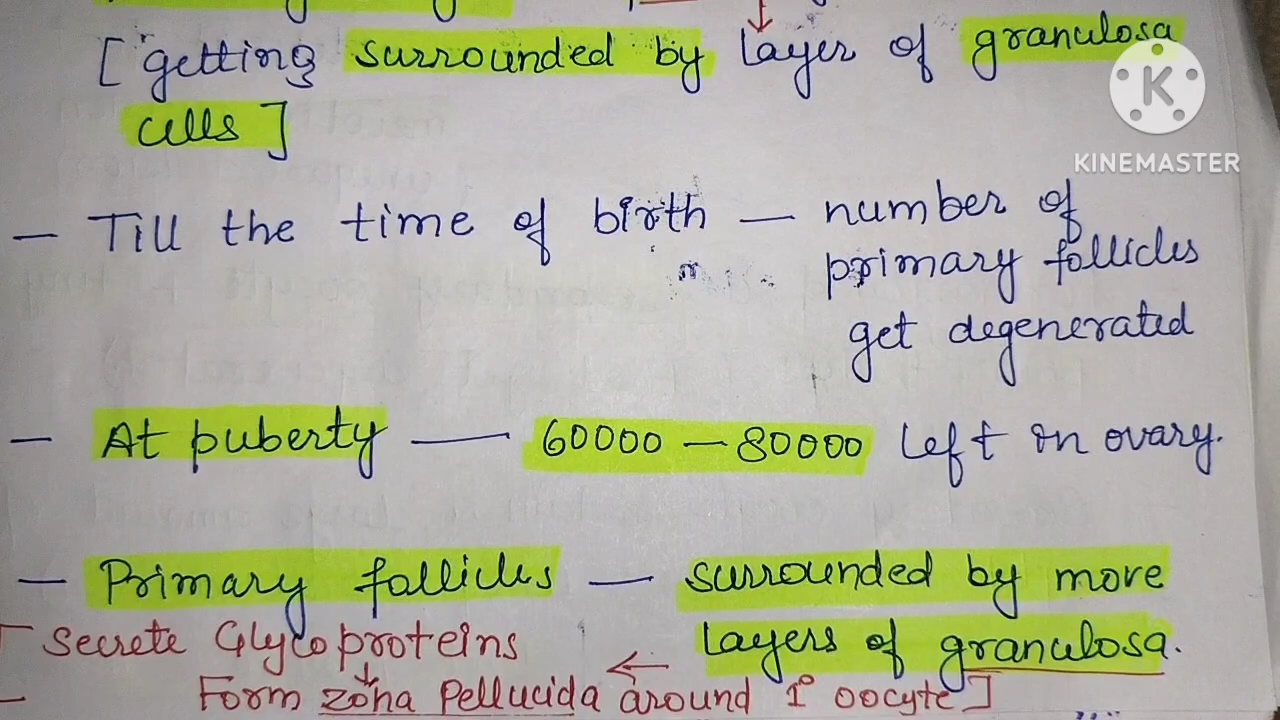 [ getting surrounded by layer of granulosa
cells ]
K
KINEMASTER
— Till the time of birth — number of
primary follicles
get degenerated
— At puberty — 60000 — 80000 left in ovary.
— Primary follicles — surrounded by more
layers of granulosa.
[ Secrete Glycoproteins ←
Form zona Pellucida around 1° oocyte ]